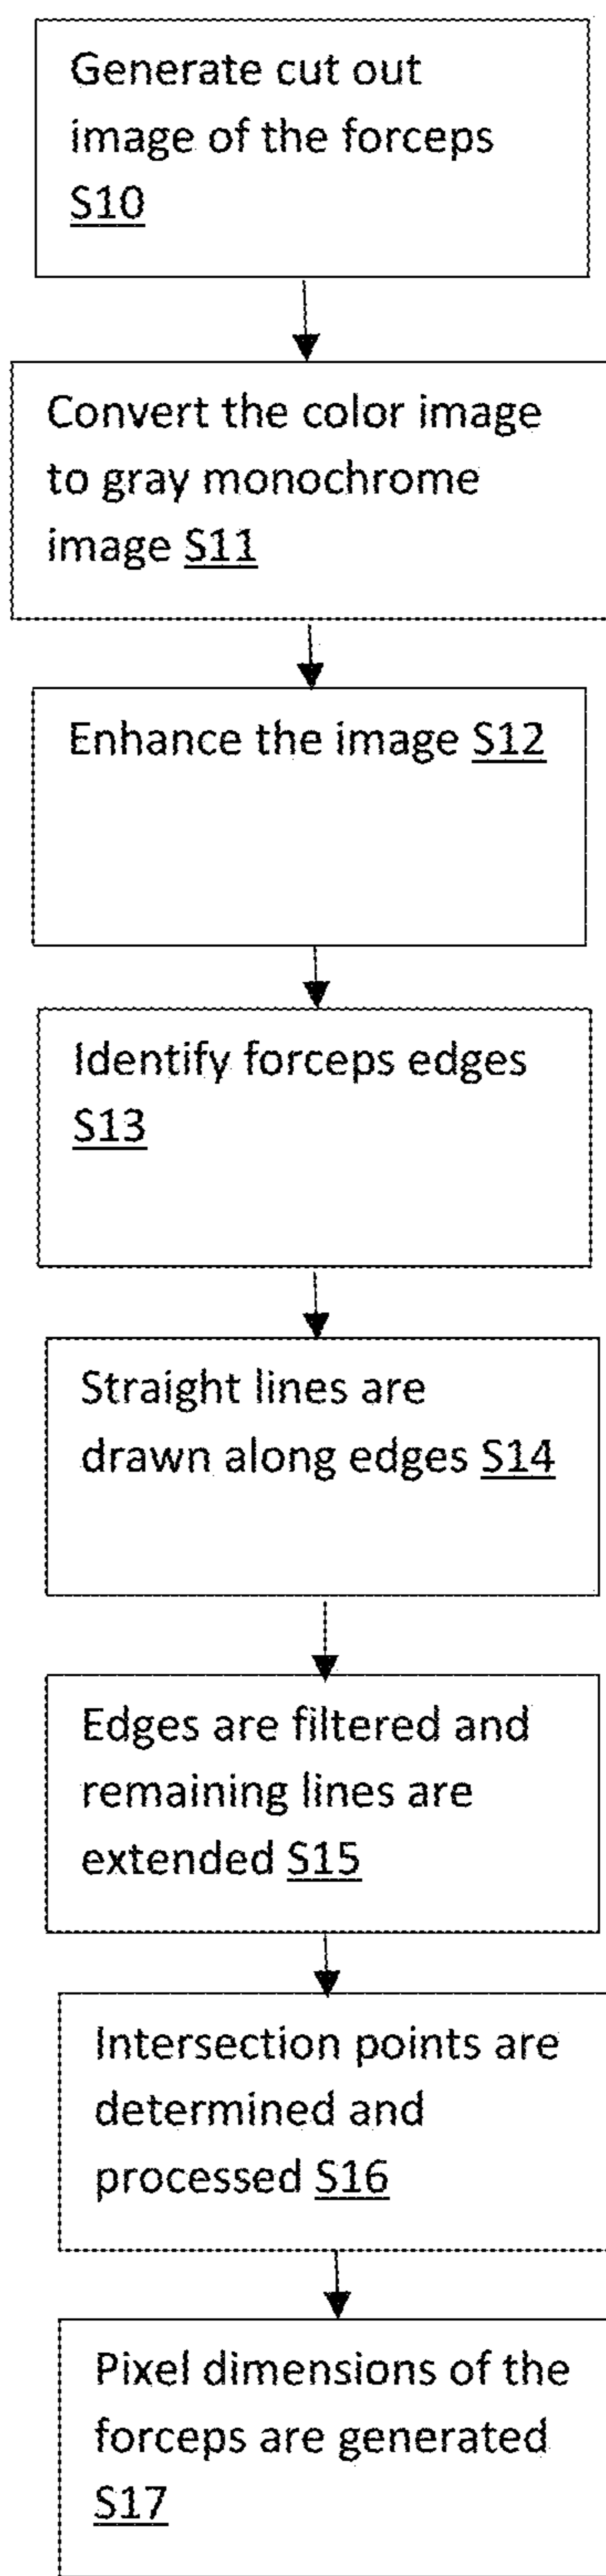 Generate cut out
image of the forceps
S10
Convert the color image
to gray monochrome
image S11
Enhance the image S12
Identify forceps edges
S13
Straight lines are
drawn along edges S14
Edges are filtered and
remaining lines are
extended S15
Intersection points are
determined and
processed S16
Pixel dimensions of the
forceps are generated
S17